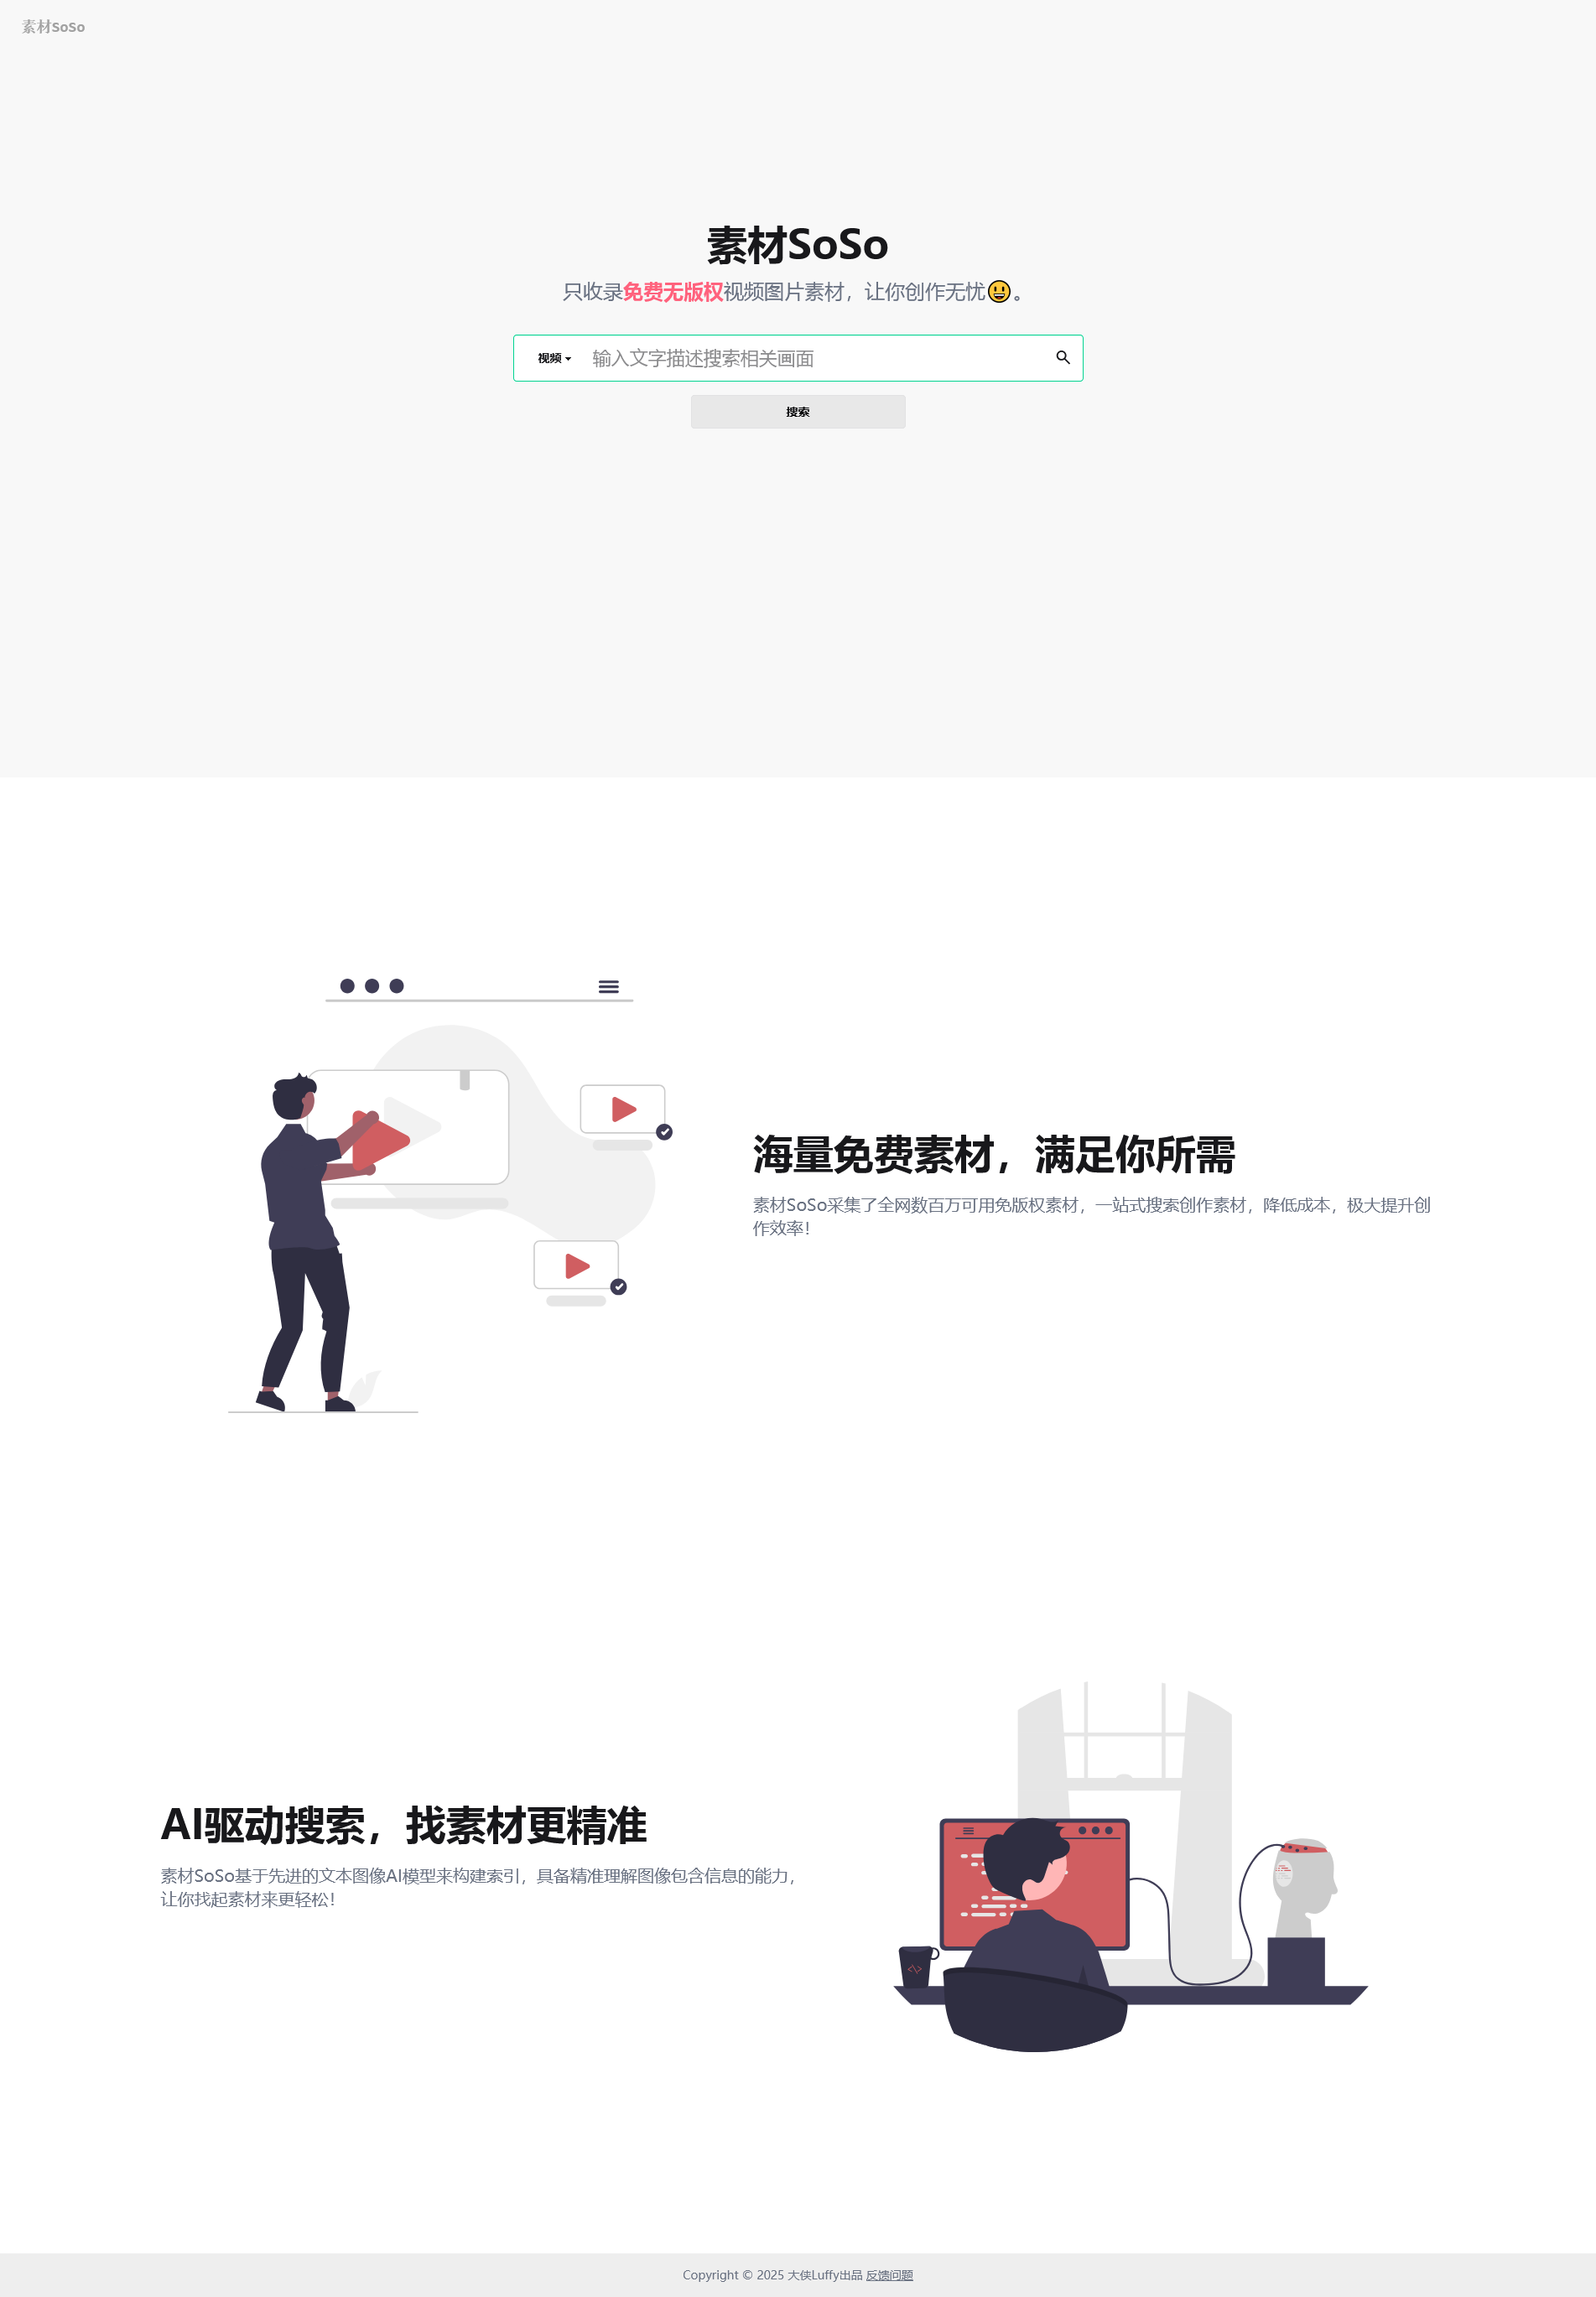 素材SoSo
素材SoSo
只收录免费无版权视频图片素材，让你创作无忧😃。
视频 输入文字描述搜索相关画面
搜索
海量免费素材，满足你所需
素材SoSo采集了全网数百万可用免版权素材，一站式搜索创作素材，降低成本，极大提升创
作效率！
AI驱动搜索，找素材更精准
素材SoSo基于先进的文本图像AI模型来构建索引，具备精准理解图像包含信息的能力，
让你找起素材来更轻松！
Copyright © 2025 大侠Luffy出品 反馈问题